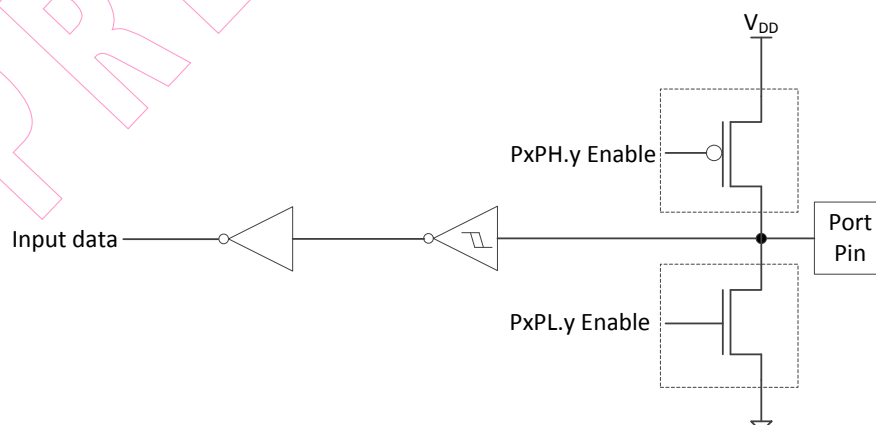 V_DD
PxPH.y Enable
Input data
Port
Pin
PxPL.y Enable